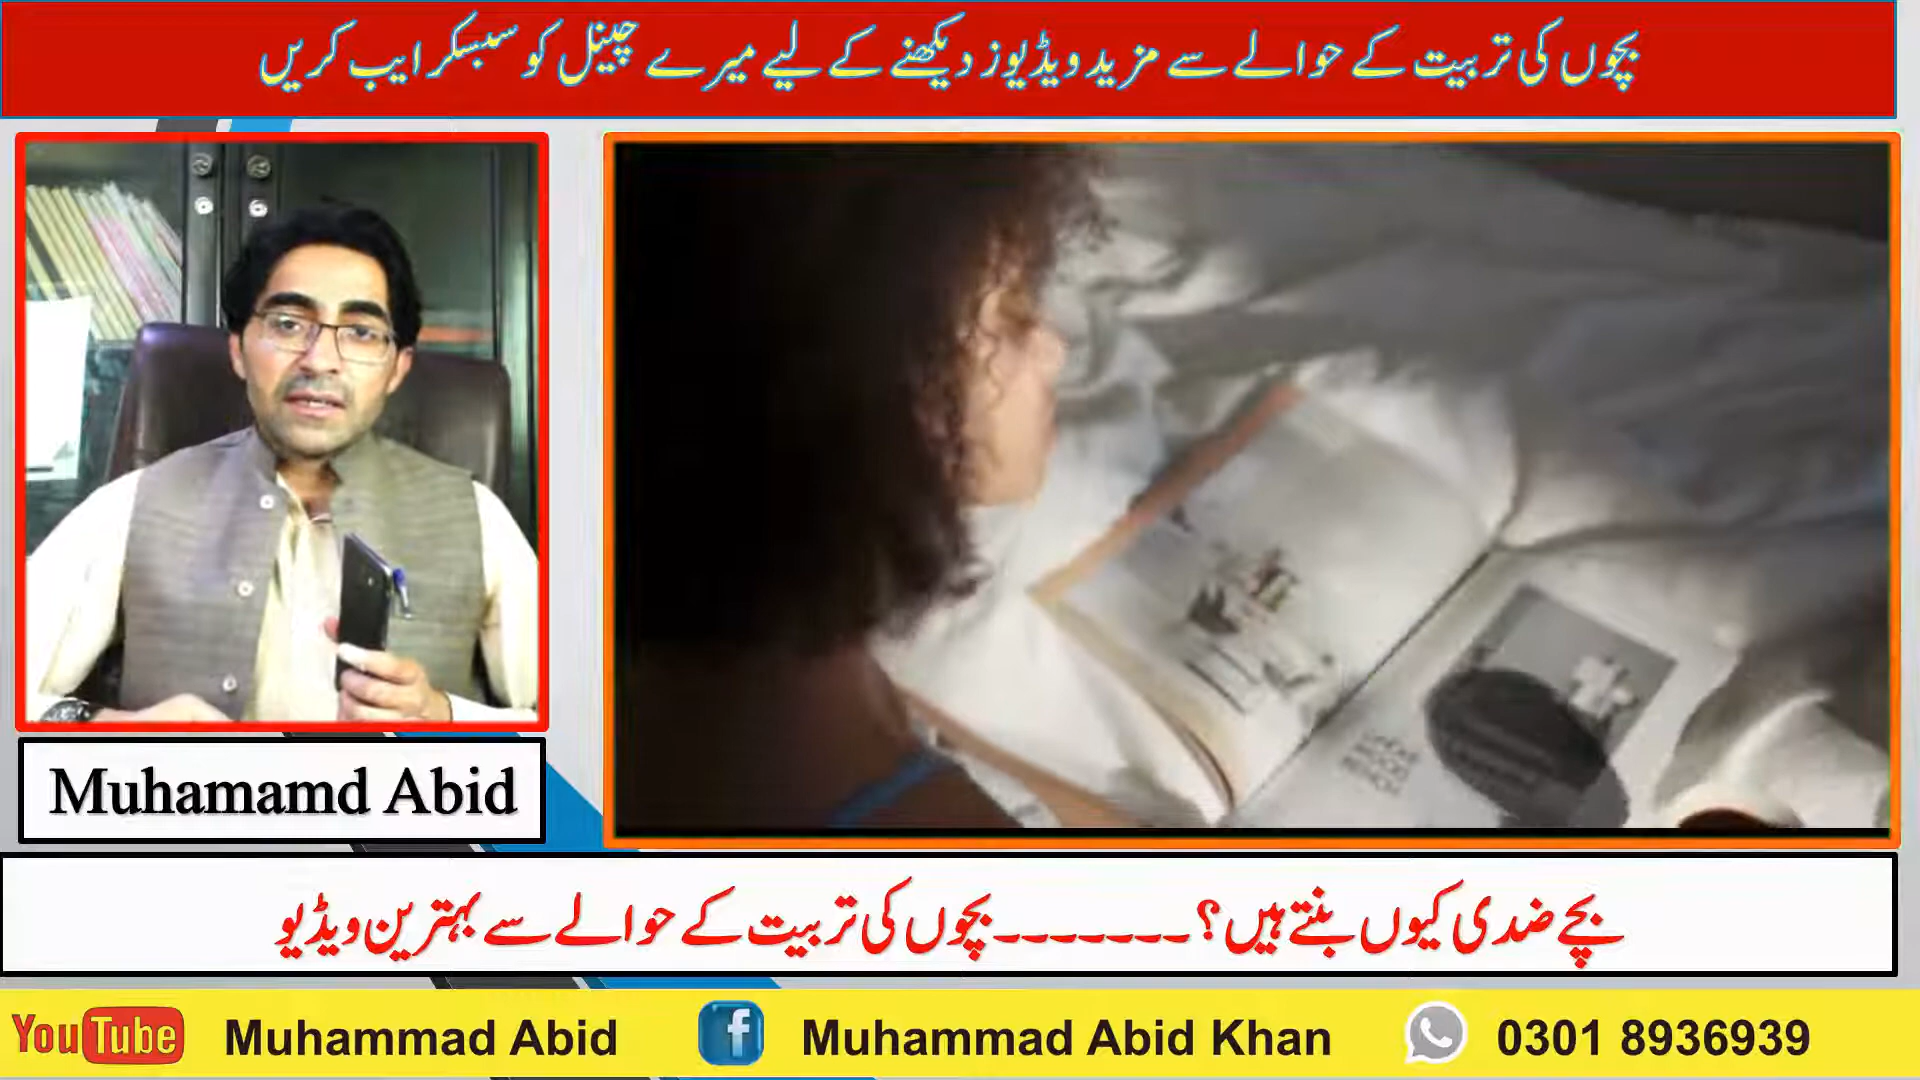 بچوں کی تربیت کے حوالے سے مزید ویڈیوز دیکھنے کے لیے میرے چینل کو سبسکرایب کریں
Muhamamd Abid
بچے ضدی کیوں بنتے ہیں؟-------بچوں کی تربیت کے حوالے سے بہترین ویڈیو
YouTube Muhammad Abid Muhammad Abid Khan 0301 8936939